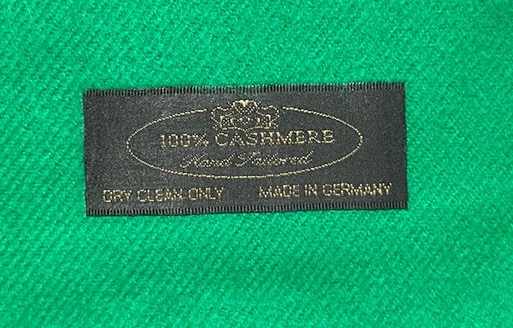 100% CASHMERE
Hand Tailored
DRY CLEAN ONLY MADE IN GERMANY